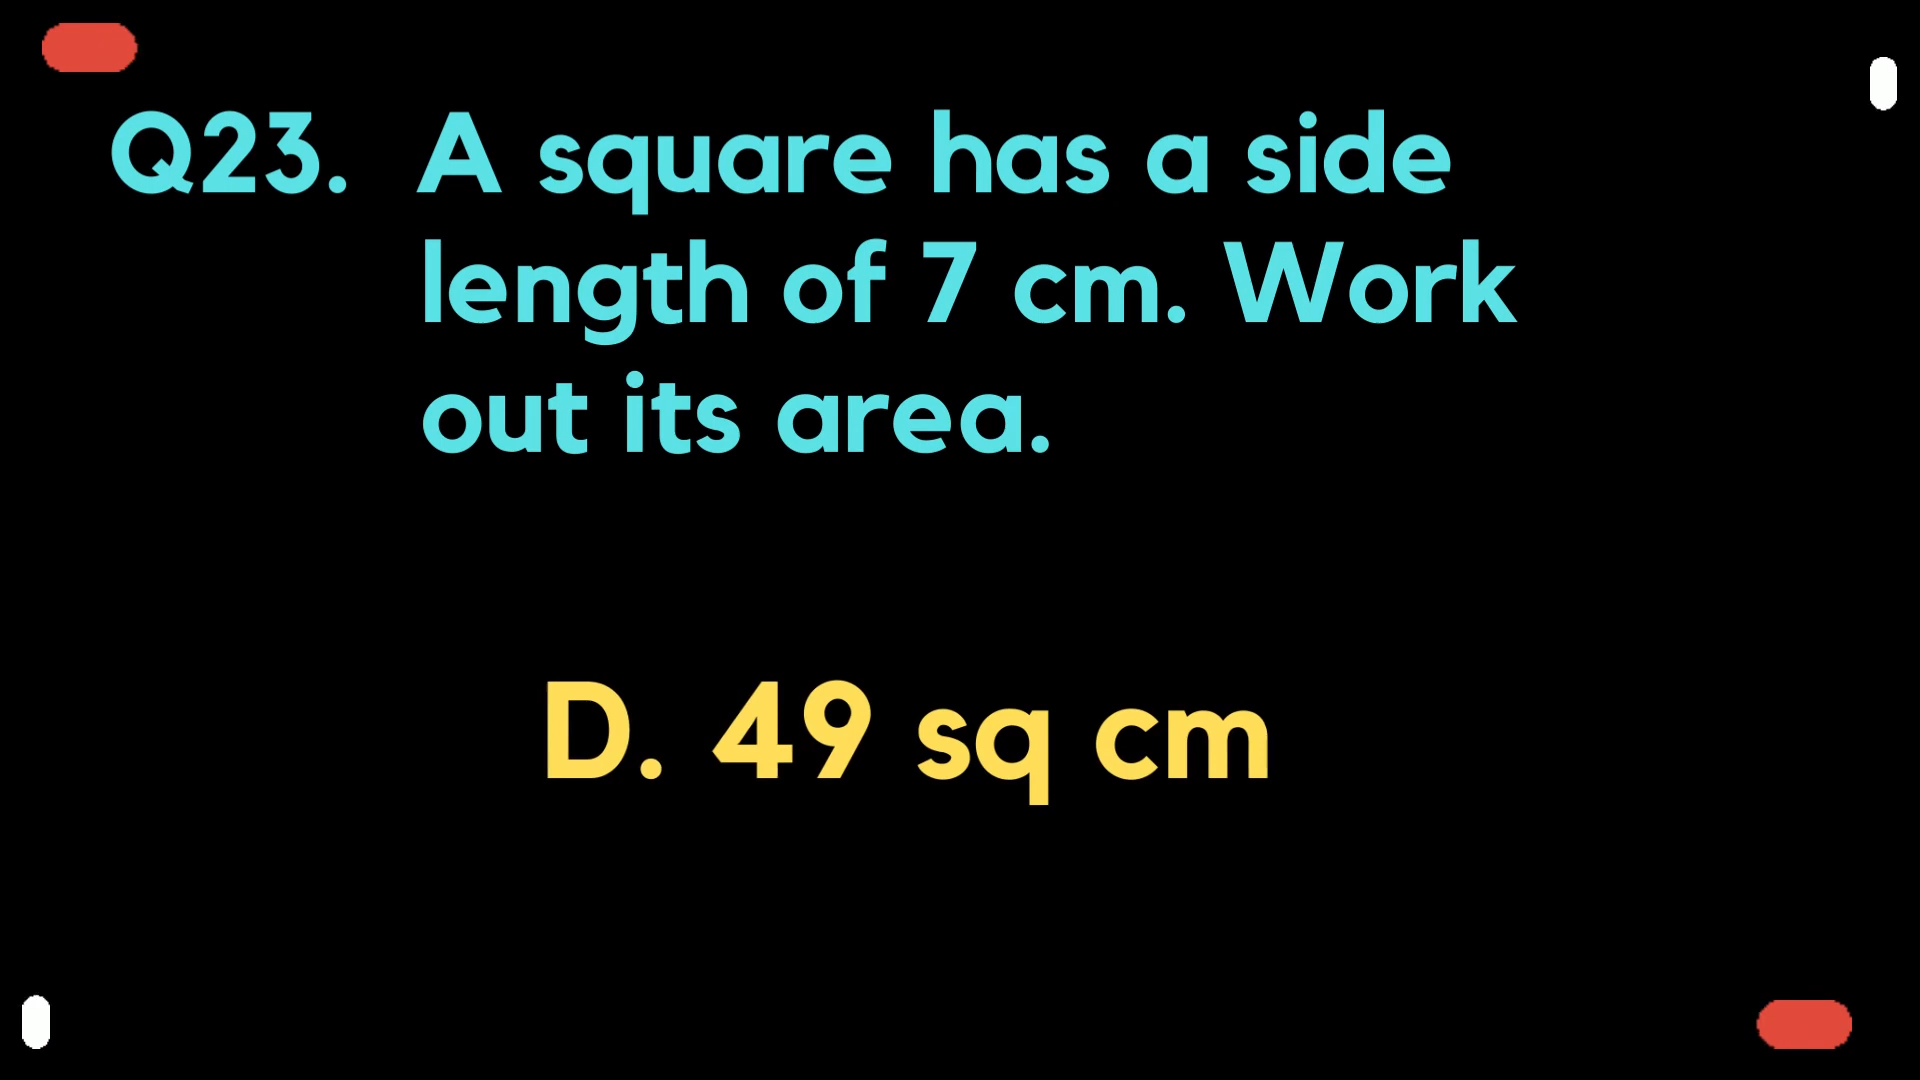 Q23. A square has a side
length of 7 cm. Work
out its area.
D. 49 sq cm